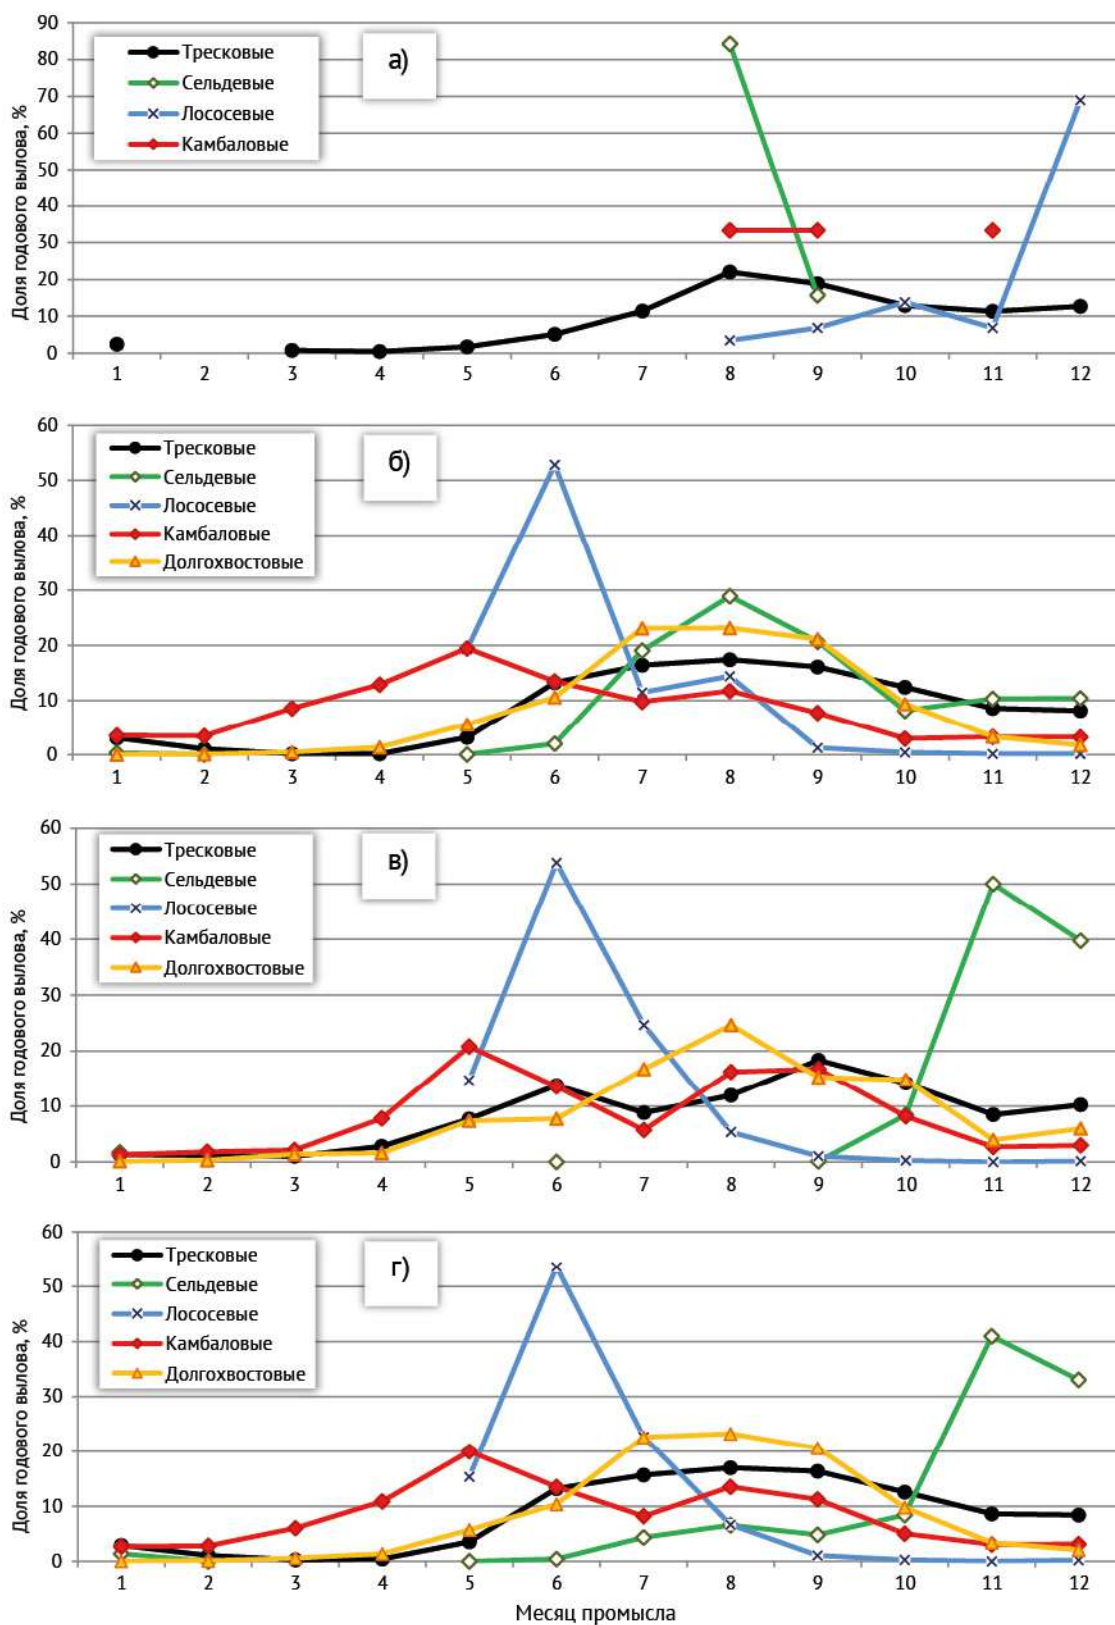 а)
Доля годового вылова, %
90
80
70
60
50
40
30
20
10
0
Тресковые
Сельдевые
Лососевые
Камбаловые
1 2 3 4 5 6 7 8 9 10 11 12
б)
Доля годового вылова, %
60
50
40
30
20
10
0
Тресковые
Сельдевые
Лососевые
Камбаловые
Долгохвостовые
1 2 3 4 5 6 7 8 9 10 11 12
в)
Доля годового вылова, %
60
50
40
30
20
10
0
Тресковые
Сельдевые
Лососевые
Камбаловые
Долгохвостовые
1 2 3 4 5 6 7 8 9 10 11 12
г)
Доля годового вылова, %
60
50
40
30
20
10
0
Тресковые
Сельдевые
Лососевые
Камбаловые
Долгохвостовые
1 2 3 4 5 6 7 8 9 10 11 12
Месяц промысла